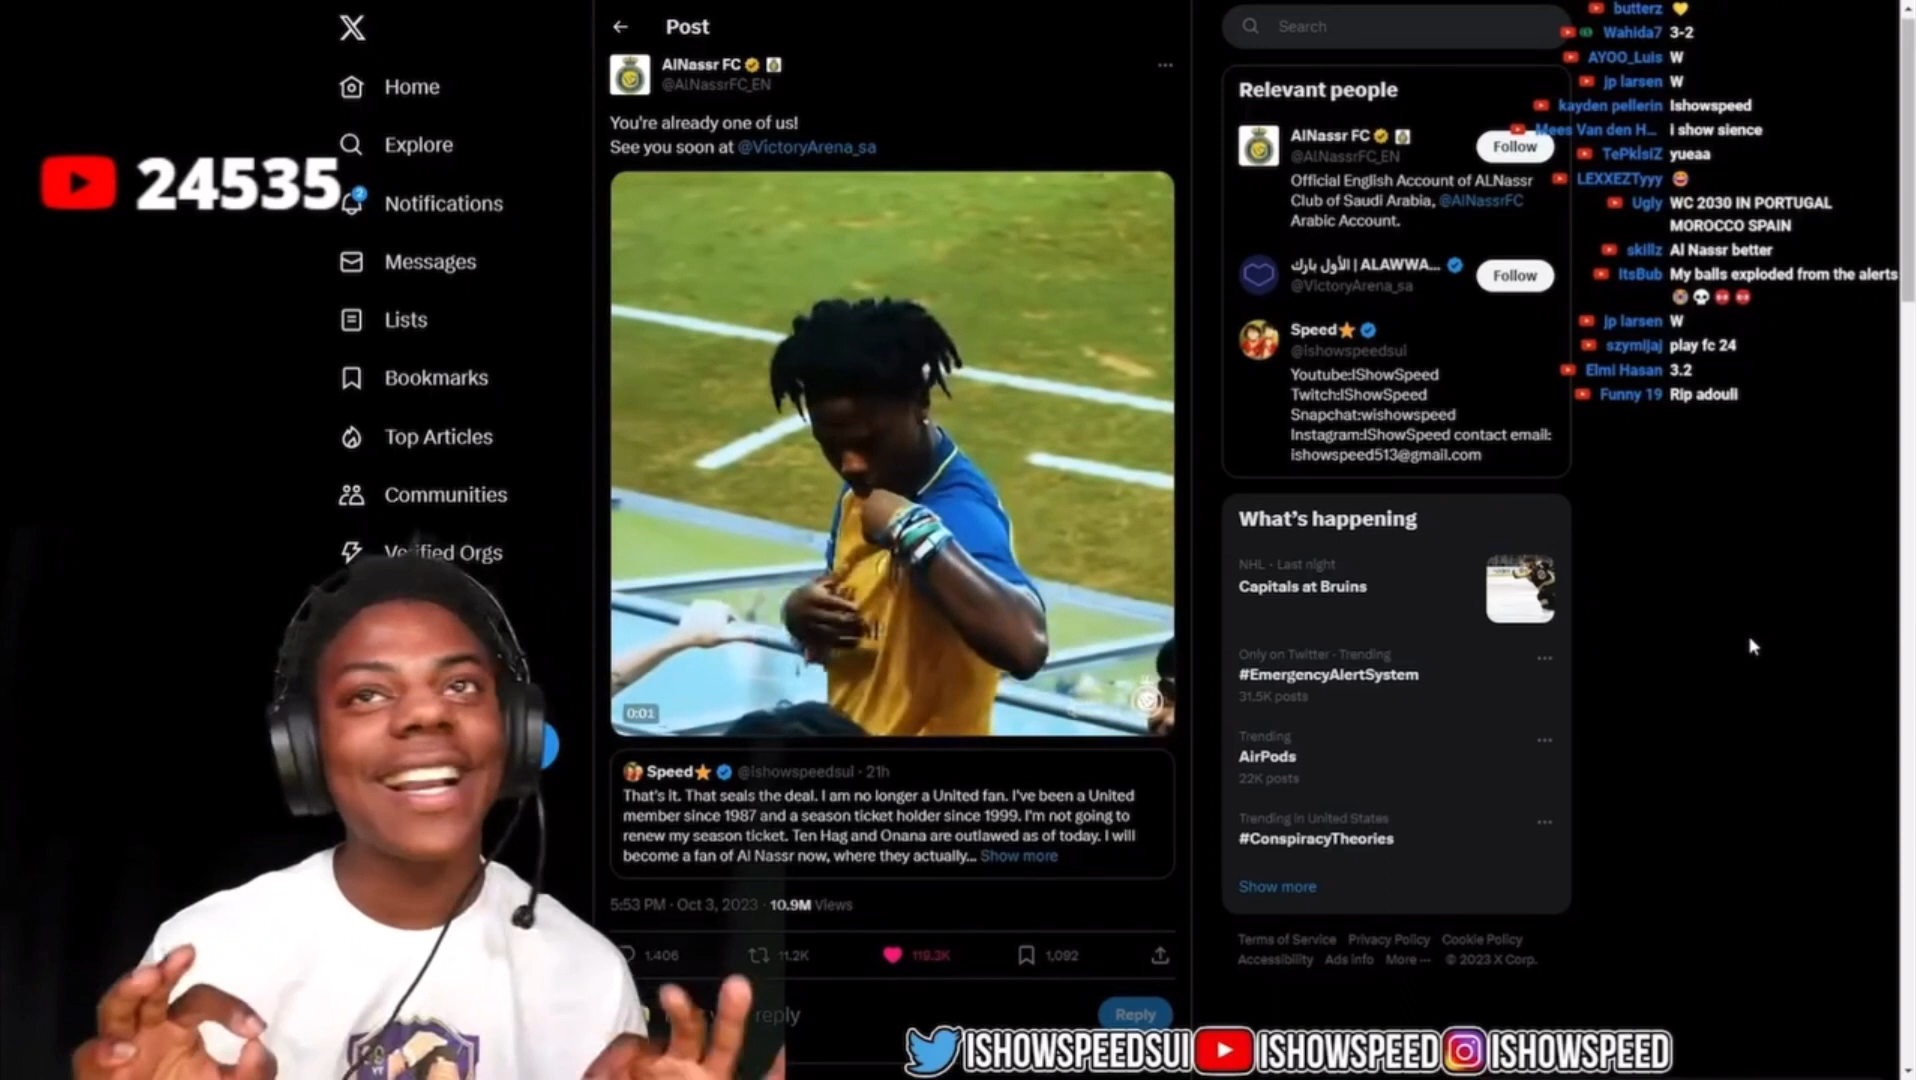 Home
Explore
Notifications
2
Messages
Lists
Bookmarks
Top Articles
Communities
Verified Orgs
24535
Post
AlNassr FC
@AlNassrFC_EN
You're already one of us!
See you soon at @VictoryArena_sa
0:01
Speed @ishowspeedsui · 21h
That's it. That seals the deal. I am no longer a United fan. I've been a United
member since 1987 and a season ticket holder since 1999. I'm not going to
renew my season ticket. Ten Hag and Onana are outlawed as of today. I will
become a fan of Al Nassr now, where they actually... Show more
5:53 PM · Oct 3, 2023 · 10.9M Views
1,406
11.2K
119.3K
1,092
reply
Reply
Search
Relevant people
AlNassr FC
@AlNassrFC_EN
Follow
Official English Account of ALNassr
Club of Saudi Arabia, @AlNassrFC
Arabic Account.
الأول بارك | ALAWWA...
@VictoryArena_sa
Follow
Speed
@ishowspeedsui
Youtube:IShowSpeed
Twitch:IShowSpeed
Snapchat:wishowspeed
Instagram:IShowSpeed contact email:
ishowspeed513@gmail.com
What's happening
NHL · Last night
Capitals at Bruins
Only on Twitter · Trending
#EmergencyAlertSystem
31.5K posts
Trending
AirPods
22K posts
Trending in United States
#ConspiracyTheories
Show more
Terms of Service Privacy Policy Cookie Policy
Accessibility Ads info More ··· © 2023 X Corp.
butterz
Wahida7 3-2
AYOO_Luis W
jp larsen W
kayden pellerin Ishowspeed
Mees Van den H... i show sience
TePkIsIZ yueaa
LEXXEZTyyy
Ugly WC 2030 IN PORTUGAL
MOROCCO SPAIN
skillz Al Nassr better
ItsBub My balls exploded from the alerts
jp larsen W
szymijaj play fc 24
Elmi Hasan 3.2
Funny 19 Rip adoull
ISHOWSPEEDSUI ISHOWSPEED ISHOWSPEED